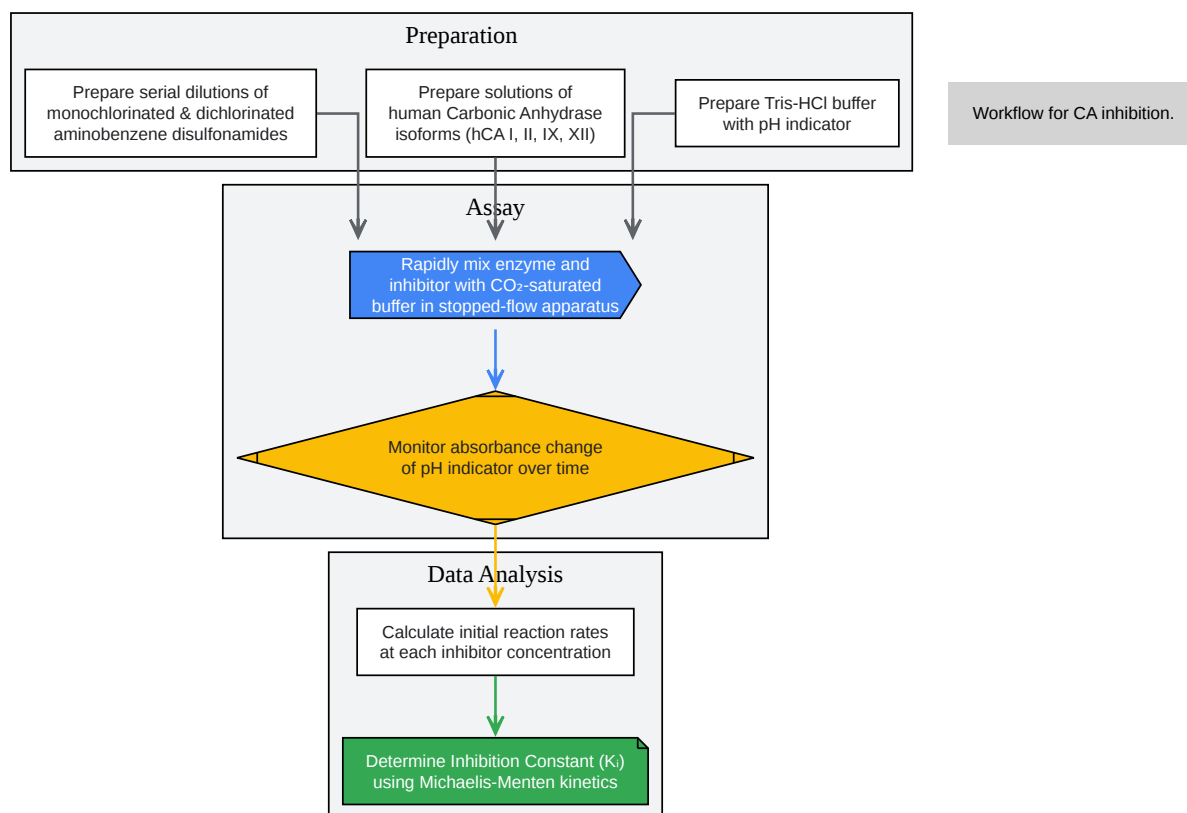 Preparation
Prepare serial dilutions of
monochlorinated & dichlorinated
aminobenzene disulfonamides
Prepare solutions of
human Carbonic Anhydrase
isoforms (hCA I, II, IX, XII)
Prepare Tris-HCl buffer
with pH indicator
Workflow for CA inhibition.
Assay
Rapidly mix enzyme and
inhibitor with CO₂-saturated
buffer in stopped-flow apparatus
Monitor absorbance change
of pH indicator over time
Data Analysis
Calculate initial reaction rates
at each inhibitor concentration
Determine Inhibition Constant (Kᵢ)
using Michaelis-Menten kinetics